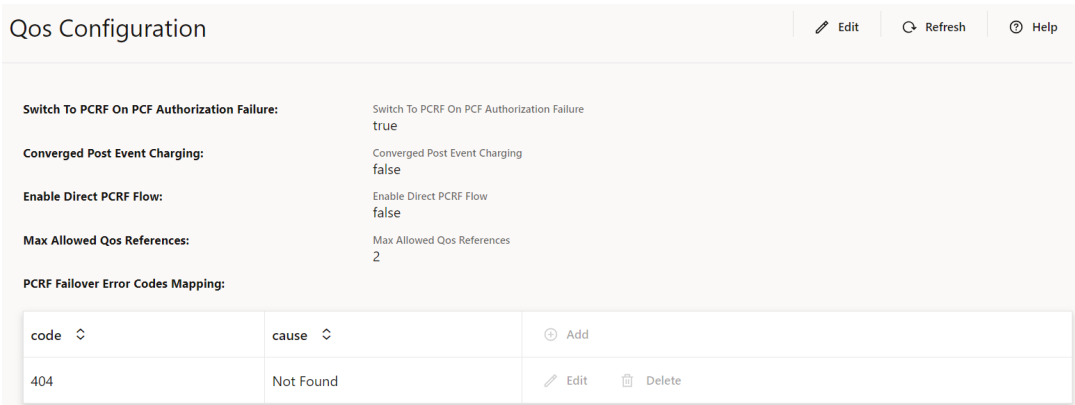 Qos Configuration Edit Refresh Help
Switch To PCRF On PCF Authorization Failure: Switch To PCRF On PCF Authorization Failure
true
Converged Post Event Charging: Converged Post Event Charging
false
Enable Direct PCRF Flow: Enable Direct PCRF Flow
false
Max Allowed Qos References: Max Allowed Qos References
2
PCRF Failover Error Codes Mapping:
code cause Add
404 Not Found Edit Delete